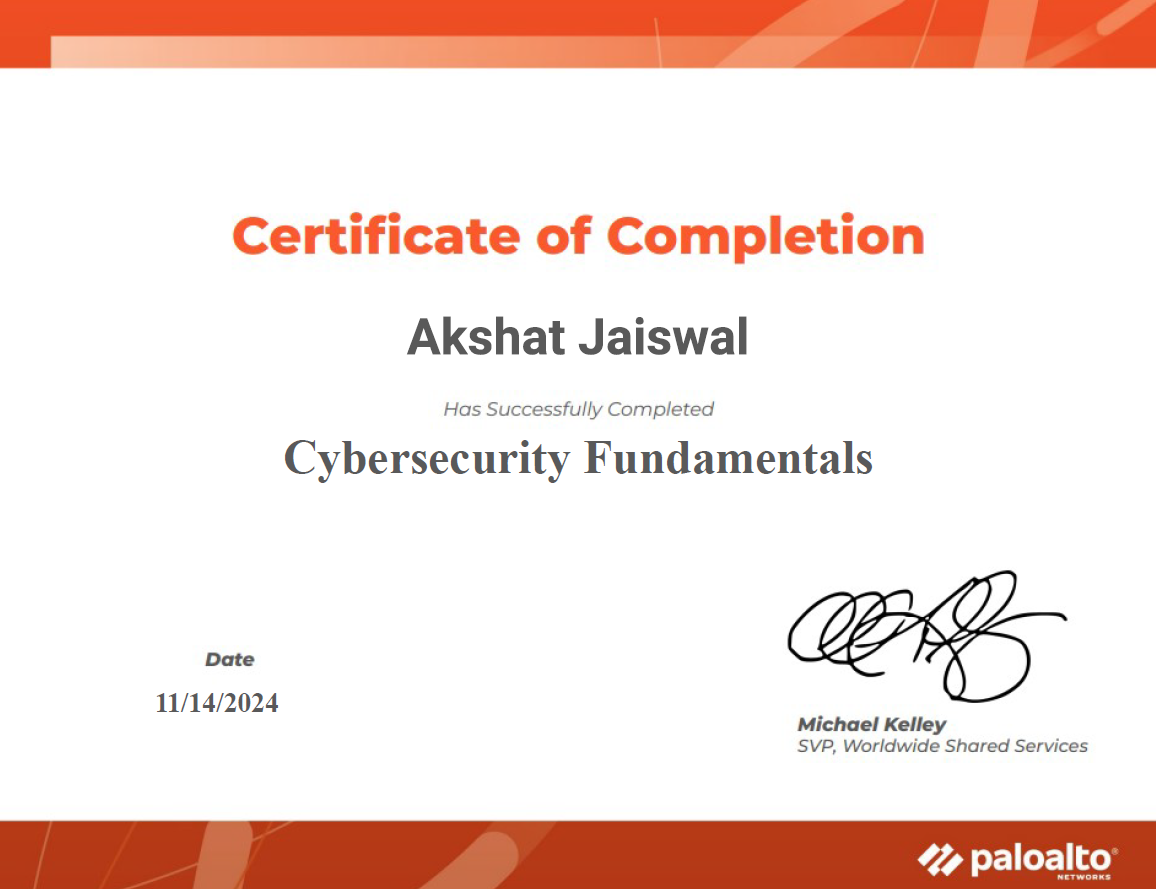 Certificate of Completion
Akshat Jaiswal
Has Successfully Completed
Cybersecurity Fundamentals
Date
11/14/2024
Michael Kelley
SVP, Worldwide Shared Services
paloalto®
NETWORKS